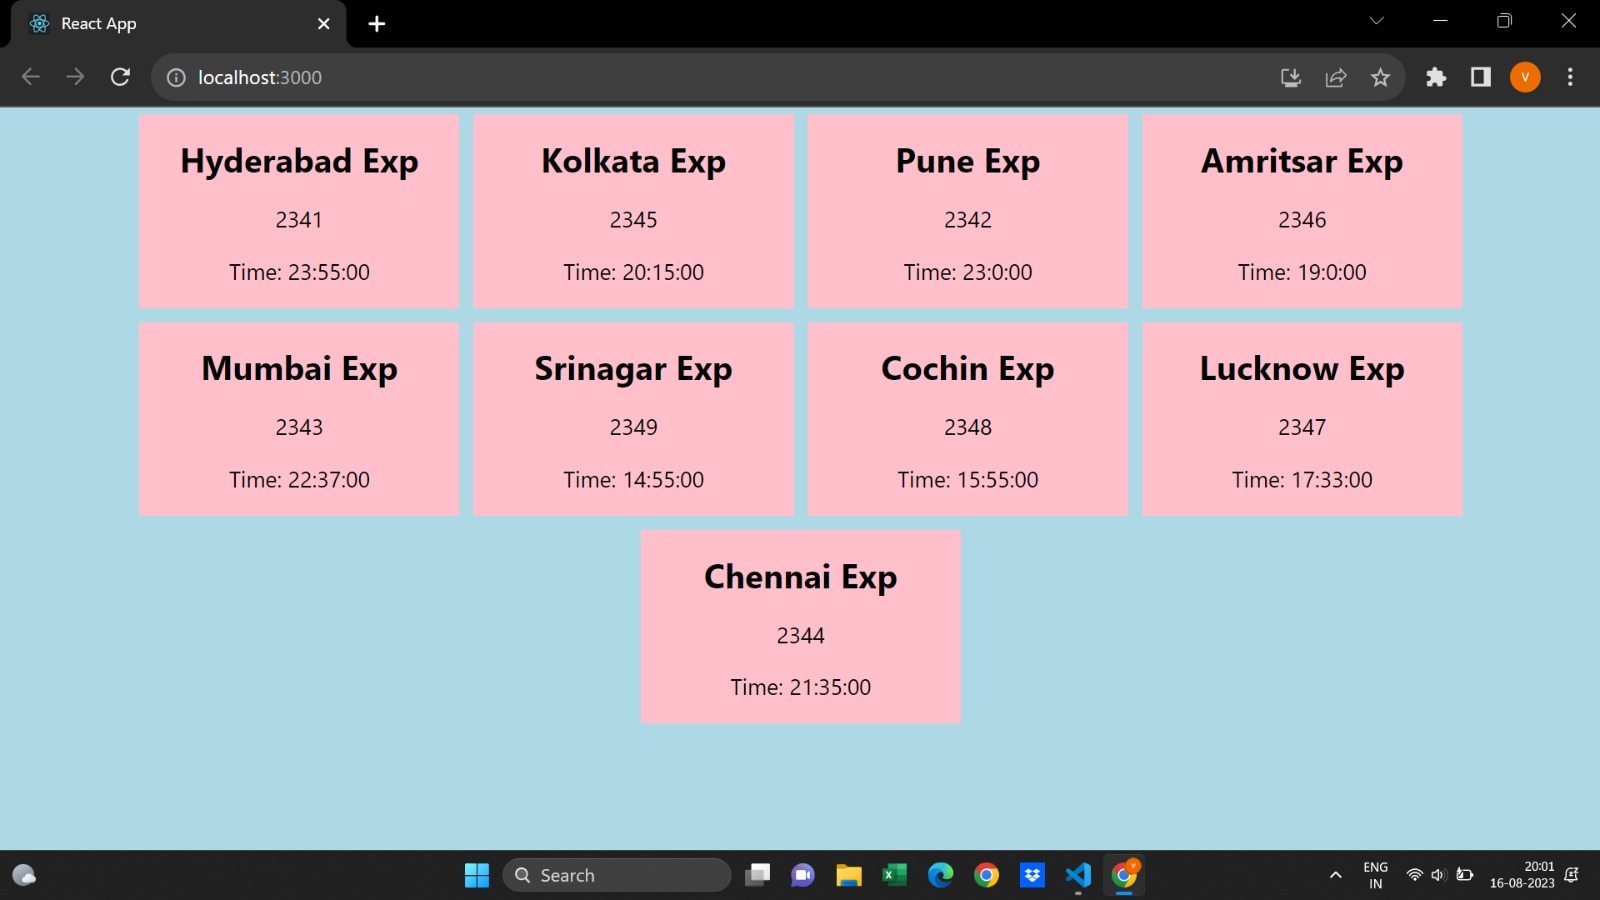 React App
localhost:3000
V
Hyderabad Exp
2341
Time: 23:55:00
Kolkata Exp
2345
Time: 20:15:00
Pune Exp
2342
Time: 23:0:00
Amritsar Exp
2346
Time: 19:0:00
Mumbai Exp
2343
Time: 22:37:00
Srinagar Exp
2349
Time: 14:55:00
Cochin Exp
2348
Time: 15:55:00
Lucknow Exp
2347
Time: 17:33:00
Chennai Exp
2344
Time: 21:35:00
Search
ENG
IN
20:01
16-08-2023